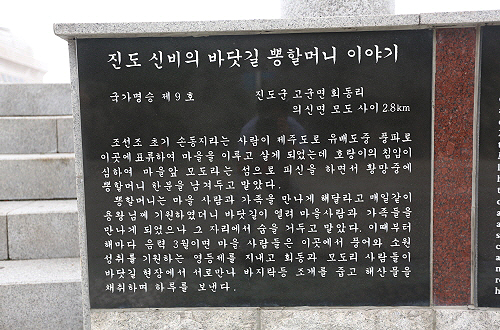 진도 신비의 바닷길 뽕할머니 이야기
국가명승 제 9 호 진도군 고군면 회동리
의신면 모도 사이 2.8km
조선조 초기 손동지라는 사람이 제주도로 유배도중 풍파로
이곳에 표류하여 마을을 이루고 살게 되었는데 호랑이의 침입이
심하여 마을앞 모도라는 섬으로 피신을 하면서 황망중에
뽕할머니 한분을 남겨두고 말았다.
뽕할머니는 마을 사람과 가족을 만나게 해달라고 매일같이
용왕님께 기원하였더니 바닷길이 열려 마을사람과 가족들을
만나게 되었으나 그 자리에서 숨을 거두고 말았다. 이때부터
해마다 음력 3월이면 마을 사람들은 이곳에서 풍어와 소원
성취를 기원하는 영등제를 지내고 회동과 모도리 사람들이
바닷길 현장에서 서로만나 바지락등 조개를 줍고 해산물을
채취하며 하루를 보낸다.